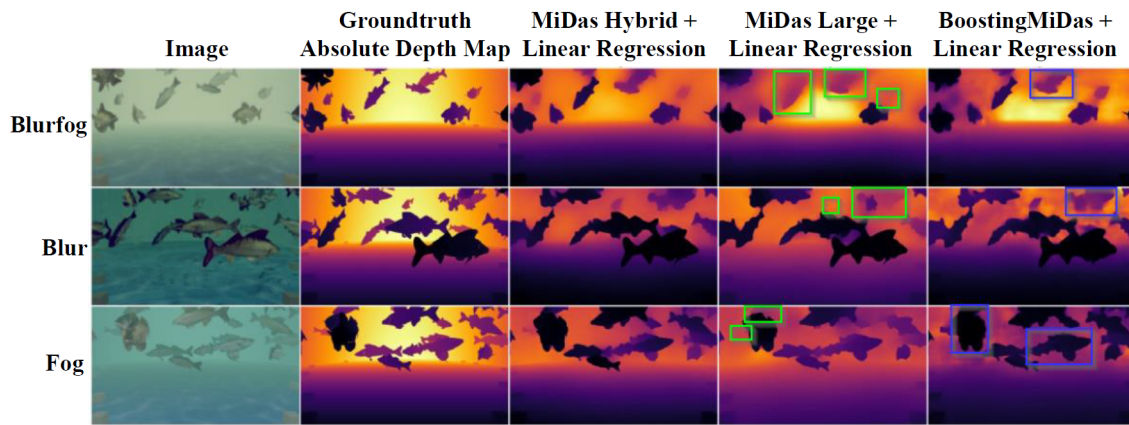 Image
Groundtruth
Absolute Depth Map
MiDas Hybrid +
Linear Regression
MiDas Large +
Linear Regression
BoostingMiDas +
Linear Regression
Blurfog
Blur
Fog